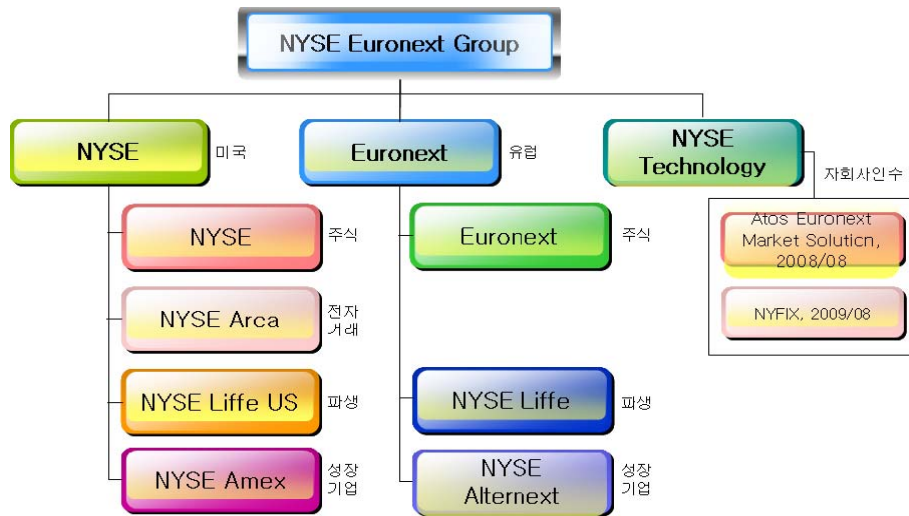 NYSE Euronext Group
NYSE
미국
Euronext
유럽
NYSE
Technology
자회사인수
NYSE
주식
NYSE Arca
전자
거래
NYSE Liffe US
파생
NYSE Amex
성장
기업
Euronext
주식
NYSE Liffe
파생
NYSE
Alternext
성장
기업
Atos Euronext
Market Soluticn,
2008/08
NYFIX, 2009/08